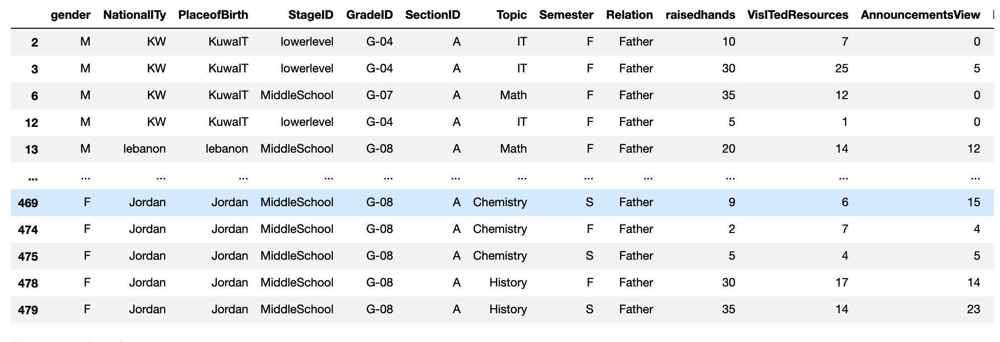 gender NationalITy PlaceofBirth StageID GradeID SectionID Topic Semester Relation raisedhands VisITedResources AnnouncementsView
2 M KW KuwaIT lowerlevel G-04 A IT F Father 10 7 0
3 M KW KuwaIT lowerlevel G-04 A IT F Father 30 25 5
6 M KW KuwaIT MiddleSchool G-07 A Math F Father 35 12 0
12 M KW KuwaIT lowerlevel G-04 A IT F Father 5 1 0
13 M lebanon lebanon MiddleSchool G-08 A Math F Father 20 14 12
... ... ... ... ... ... ... ... ... ... ... ... ...
469 F Jordan Jordan MiddleSchool G-08 A Chemistry S Father 9 6 15
474 F Jordan Jordan MiddleSchool G-08 A Chemistry F Father 2 7 4
475 F Jordan Jordan MiddleSchool G-08 A Chemistry S Father 5 4 5
478 F Jordan Jordan MiddleSchool G-08 A History F Father 30 17 14
479 F Jordan Jordan MiddleSchool G-08 A History S Father 35 14 23